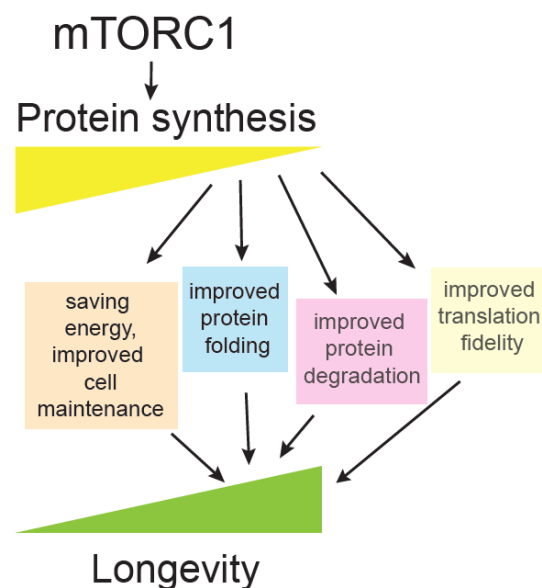 mTORC1
Protein synthesis
saving
energy,
improved
cell
maintenance
improved
protein
folding
improved
protein
degradation
improved
translation
fidelity
Longevity